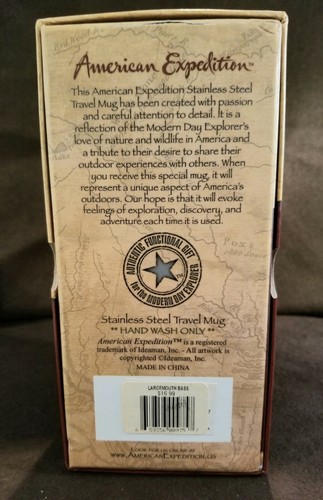 American Expedition™
This American Expedition Stainless Steel
Travel Mug has been created with passion
and careful attention to detail. It is a
reflection of the Modern Day Explorer's
love of nature and wildlife in America and
a tribute to their desire to share their
outdoor experiences with others. When
you receive this special mug, it will
represent a unique aspect of America's
outdoors. Our hope is that it will evoke
feelings of exploration, discovery, and
adventure each time it is used.
AUTHENTIC FUNCTIONAL GIFT
for the MODERN DAY EXPLORER
Stainless Steel Travel Mug
** HAND WASH ONLY **
American Expedition™ is a registered
trademark of Ideaman, Inc. - All artwork is
copyrighted ©Ideaman, Inc.
MADE IN CHINA
LARGEMOUTH BASS
$16.99
LOOK FOR US ONLINE AT
WWW.AMERICANEXPEDITION.US